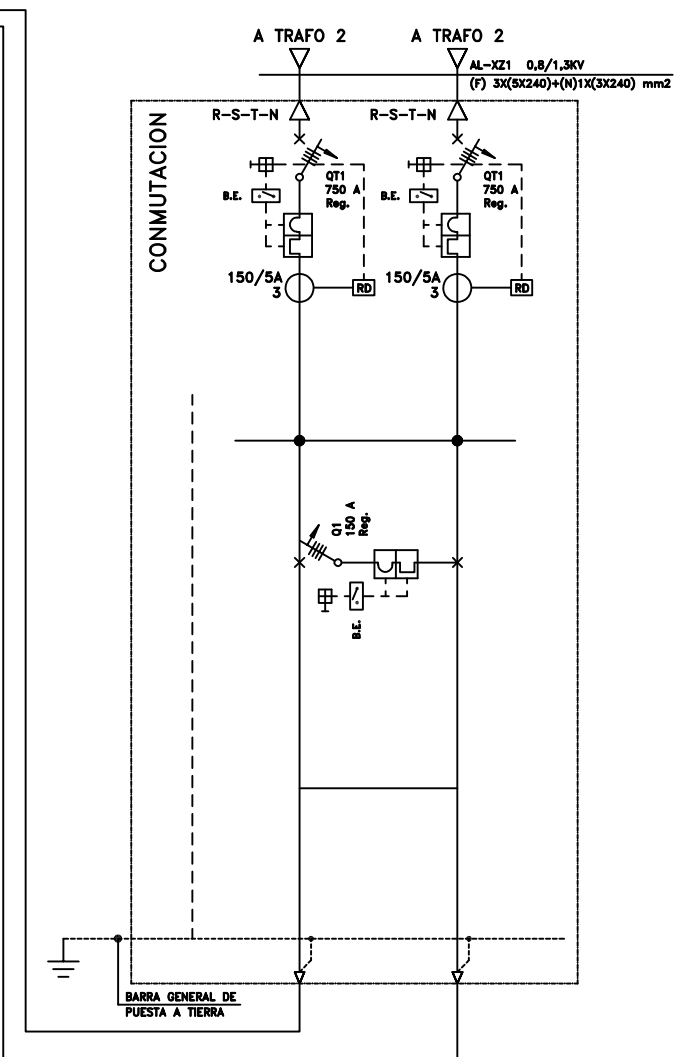 A TRAFO 2
A TRAFO 2
AL-XZ1 0,8/1,3KV
(F) 3X(5X240)+(N)1X(3X240) mm2
R-S-T-N
R-S-T-N
CONMUTACION
QT1
750 A
Reg.
QT1
750 A
Reg.
B.E.
B.E.
150/5A
3
RD
150/5A
3
RD
Q1
150 A
Reg.
B.E.
BARRA GENERAL DE
PUESTA A TIERRA